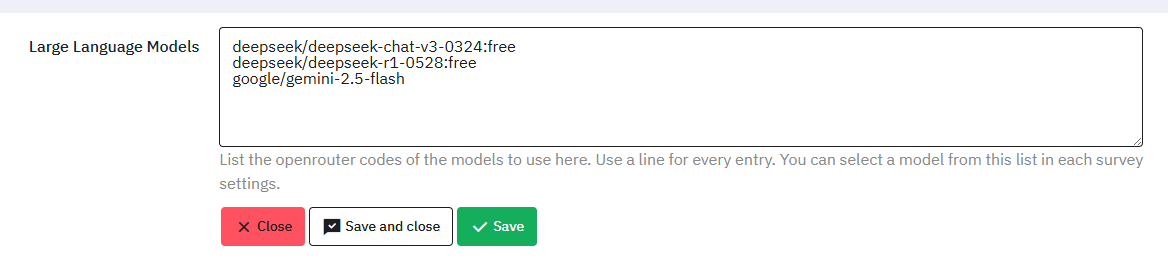 Large Language Models
deepseek/deepseek-chat-v3-0324:free
deepseek/deepseek-r1-0528:free
google/gemini-2.5-flash
List the openrouter codes of the models to use here. Use a line for every entry. You can select a model from this list in each survey
settings.
Close
Save and close
Save